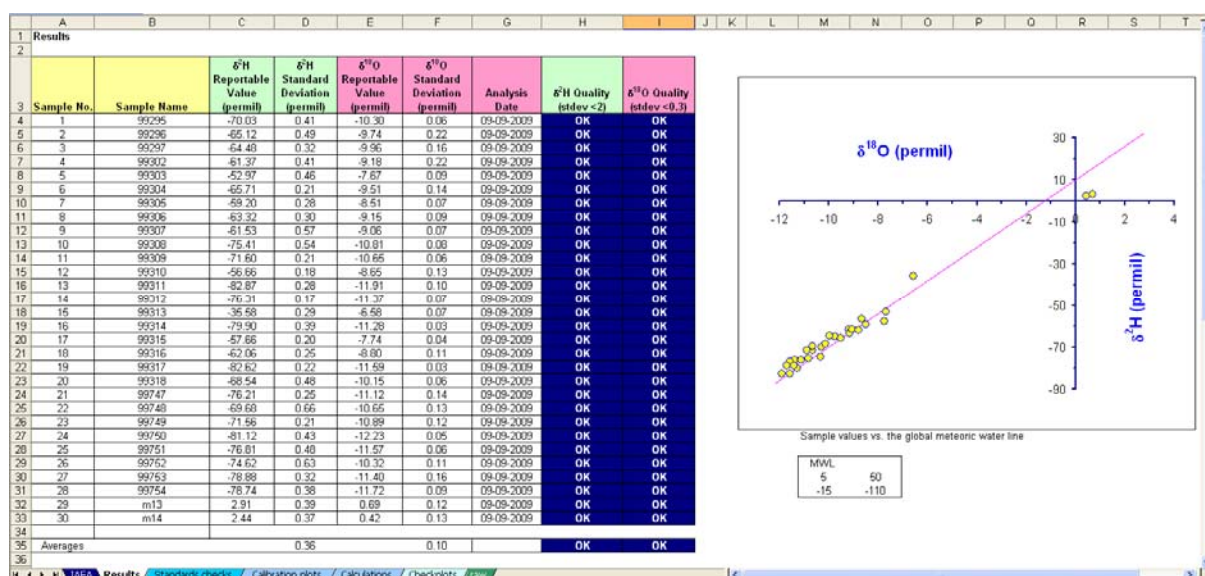 A B C D E F G H I J K L M N O P Q R S T
1 Results
2
3 Sample No. Sample Name δ²H Reportable Value (permil) δ²H Standard Deviation (permil) δ¹⁸O Reportable Value (permil) δ¹⁸O Standard Deviation (permil) Analysis Date δ²H Quality (stdev <2) δ¹⁸O Quality (stdev <0.3)
4 1 99295 -70.03 0.41 -10.30 0.06 09-09-2009 OK OK
5 2 99296 -65.12 0.49 -9.74 0.22 09-09-2009 OK OK
6 3 99297 -64.48 0.32 -9.96 0.16 09-09-2009 OK OK
7 4 99302 -61.37 0.41 -9.18 0.22 09-09-2009 OK OK
8 5 99303 -52.97 0.46 -7.67 0.09 09-09-2009 OK OK
9 6 99304 -65.71 0.21 -9.51 0.14 09-09-2009 OK OK
10 7 99305 -59.20 0.28 -8.51 0.07 09-09-2009 OK OK
11 8 99306 -63.32 0.30 -9.15 0.09 09-09-2009 OK OK
12 9 99307 -61.53 0.57 -9.06 0.07 09-09-2009 OK OK
13 10 99308 -75.41 0.54 -10.81 0.08 09-09-2009 OK OK
14 11 99309 -71.60 0.21 -10.65 0.06 09-09-2009 OK OK
15 12 99310 -56.66 0.18 -8.65 0.13 09-09-2009 OK OK
16 13 99311 -82.87 0.28 -11.91 0.10 09-09-2009 OK OK
17 14 99312 -76.31 0.17 -11.37 0.07 09-09-2009 OK OK
18 15 99313 -35.58 0.29 -6.58 0.07 09-09-2009 OK OK
19 16 99314 -79.90 0.39 -11.28 0.03 09-09-2009 OK OK
20 17 99315 -57.66 0.20 -7.74 0.04 09-09-2009 OK OK
21 18 99316 -62.06 0.25 -8.80 0.11 09-09-2009 OK OK
22 19 99317 -82.62 0.22 -11.59 0.03 09-09-2009 OK OK
23 20 99318 -68.54 0.48 -10.15 0.06 09-09-2009 OK OK
24 21 99747 -76.21 0.25 -11.12 0.14 09-09-2009 OK OK
25 22 99748 -69.68 0.66 -10.65 0.13 09-09-2009 OK OK
26 23 99749 -71.56 0.21 -10.89 0.12 09-09-2009 OK OK
27 24 99750 -81.12 0.43 -12.23 0.05 09-09-2009 OK OK
28 25 99751 -76.81 0.48 -11.57 0.06 09-09-2009 OK OK
29 26 99752 -74.62 0.63 -10.32 0.11 09-09-2009 OK OK
30 27 99753 -78.88 0.32 -11.40 0.16 09-09-2009 OK OK
31 28 99754 -78.74 0.38 -11.72 0.09 09-09-2009 OK OK
32 29 m13 2.91 0.39 0.69 0.12 09-09-2009 OK OK
33 30 m14 2.44 0.37 0.42 0.13 09-09-2009 OK OK
34
35 Averages 0.36 0.10 OK OK
36
δ¹⁸O (permil)
30
10
-12 -10 -8 -6 -4 -2 0 2 4
-10
-30
-50
-70
-90
δ²H (permil)
Sample values vs. the global meteoric water line
MWL
5 50
-15 -110
IAEA Results Standards checks Calibration plots Calculations Checkplots raw